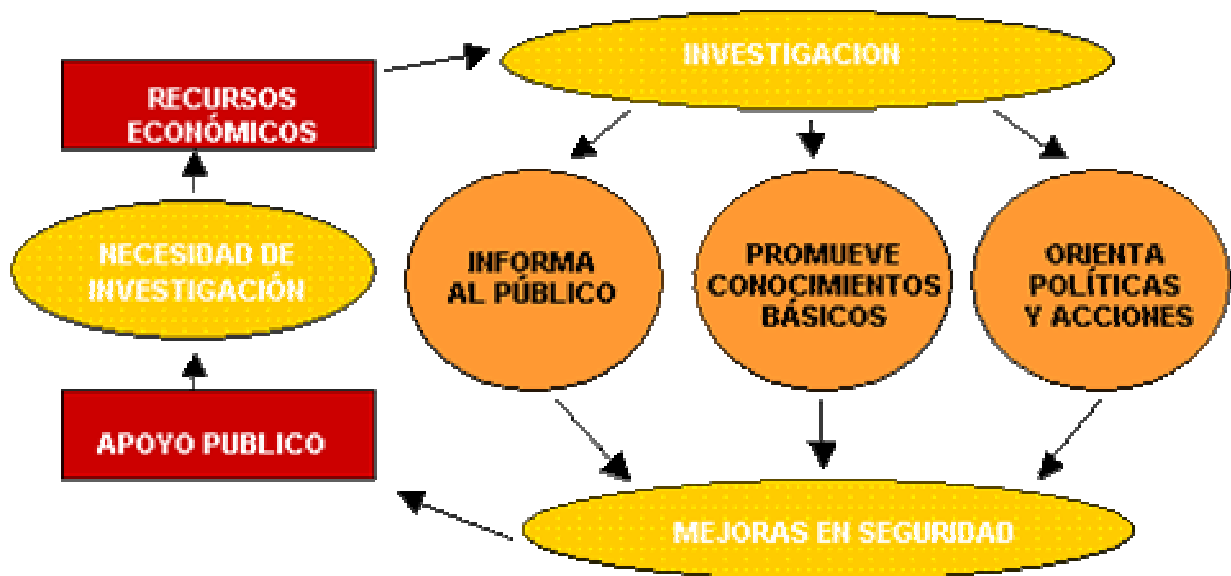 INVESTIGACION
RECURSOS
ECONÓMICOS
NECESIDAD DE
INVESTIGACIÓN
APOYO PUBLICO
INFORMA
AL PÚBLICO
PROMUEVE
CONOCIMIENTOS
BÁSICOS
ORIENTA
POLÍTICAS
Y ACCIONES
MEJORAS EN SEGURIDAD